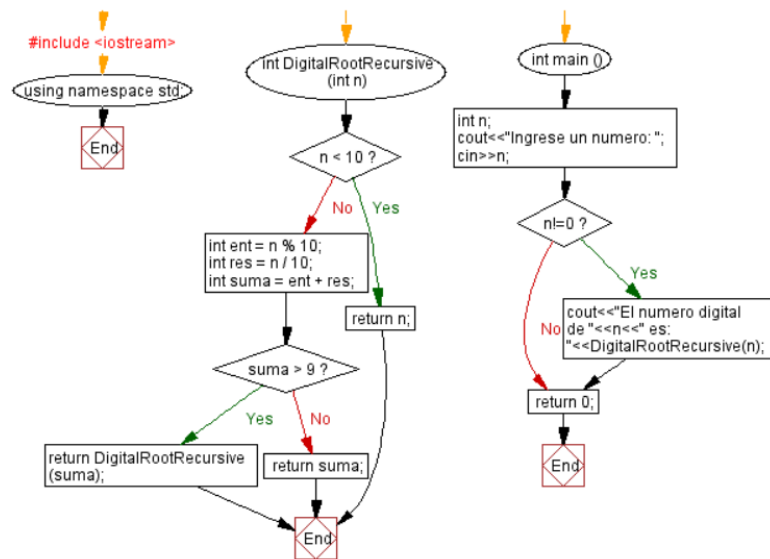 #include <iostream>
using namespace std;
End
int DigitalRootRecursive
(int n)
n < 10 ?
No
Yes
int ent = n % 10;
int res = n / 10;
int suma = ent + res;
return n;
suma > 9 ?
Yes
No
return DigitalRootRecursive
(suma);
return suma;
End
int main ()
int n;
cout<<"Ingrese un numero: ";
cin>>n;
n!=0 ?
Yes
No
cout<<"El numero digital
de "<<n<<" es:
"<<DigitalRootRecursive(n);
return 0;
End